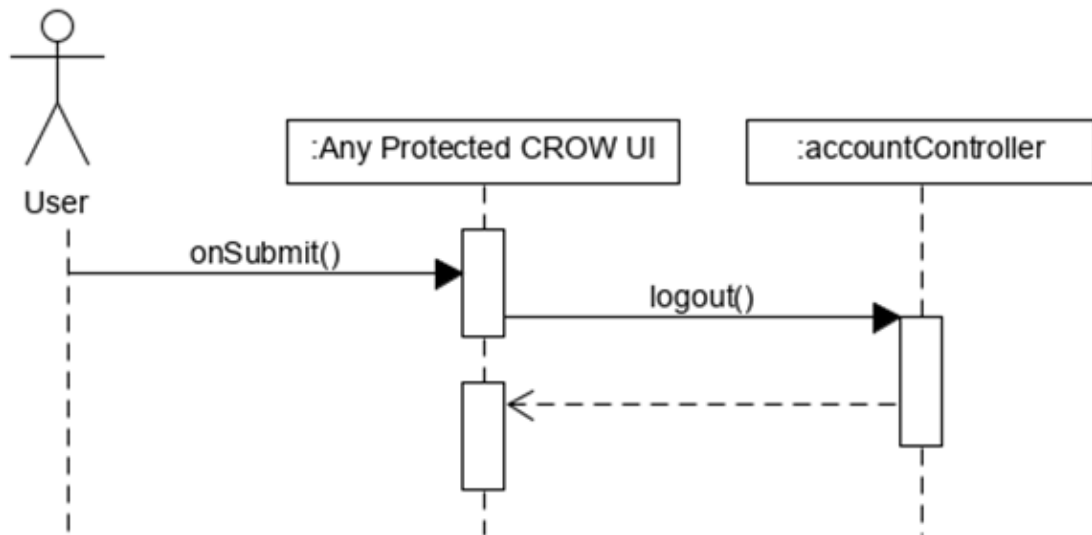 :Any Protected CROW UI
:accountController
User
onSubmit()
logout()